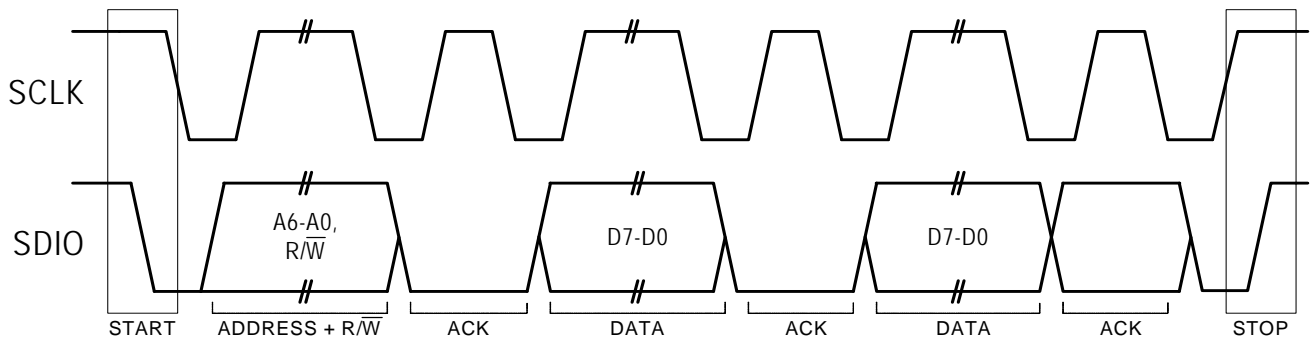 SCLK
SDIO
A6-A0,
R/W̅
D7-D0
D7-D0
START
ADDRESS + R/W̅
ACK
DATA
ACK
DATA
ACK
STOP